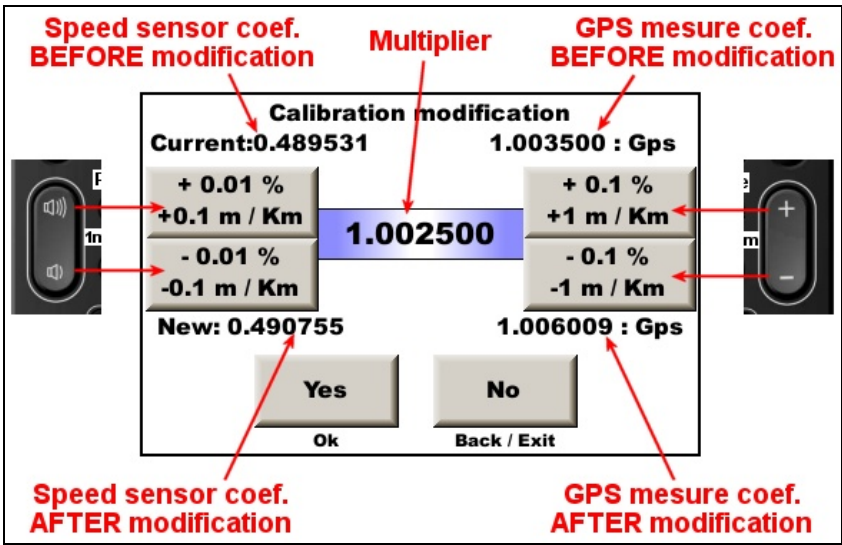 Speed sensor coef.
BEFORE modification
Multiplier
GPS mesure coef.
BEFORE modification
Calibration modification
Current:0.489531
1.003500 : Gps
+ 0.01 %
+0.1 m / Km
+ 0.1 %
+1 m / Km
1.002500
- 0.01 %
-0.1 m / Km
- 0.1 %
-1 m / Km
+
−
New: 0.490755
1.006009 : Gps
Yes
No
Ok
Back / Exit
Speed sensor coef.
AFTER modification
GPS mesure coef.
AFTER modification